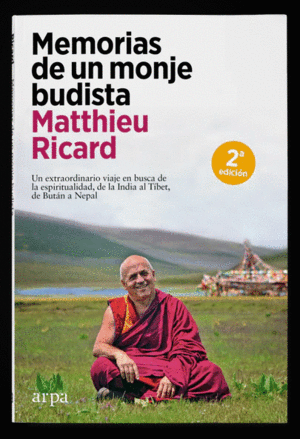 Memorias
de un monje
budista
Matthieu
Ricard
Un extraordinario viaje en busca de
la espiritualidad, de la India al Tíbet,
de Bután a Nepal
2ª
edición
arpa